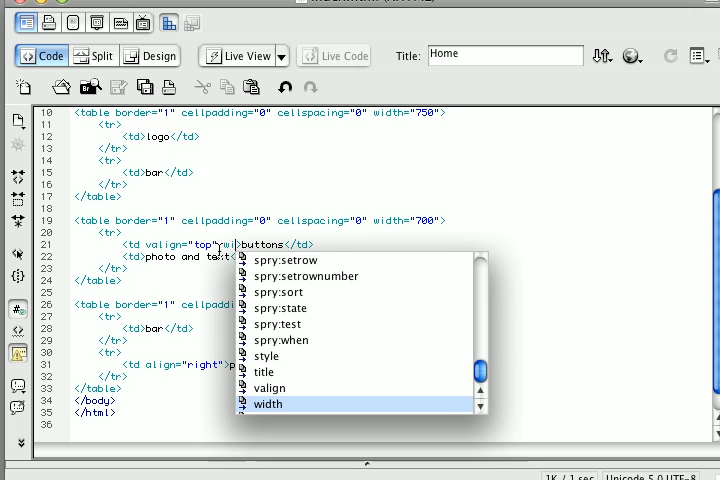 Code Split Design Live View Live Code Title: Home
10 <table border="1" cellpadding="0" cellspacing="0" width="750">
11 <tr>
12 <td>logo</td>
13 </tr>
14 <tr>
15 <td>bar</td>
16 </tr>
17 </table>
18
19 <table border="1" cellpadding="0" cellspacing="0" width="700">
20 <tr>
21 <td valign="top" wi>buttons</td>
22 <td>photo and text<
23 </tr>
24 </table>
25
26 <table border="1" cellpaddi
27 <tr>
28 <td>bar</td>
29 </tr>
30 <tr>
31 <td align="right">p
32 </tr>
33 </table>
34 </body>
35 </html>
36
spry:setrow
spry:setrownumber
spry:sort
spry:state
spry:test
spry:when
style
title
valign
width
1K / 1 sec Unicode 5.0 UTF-8